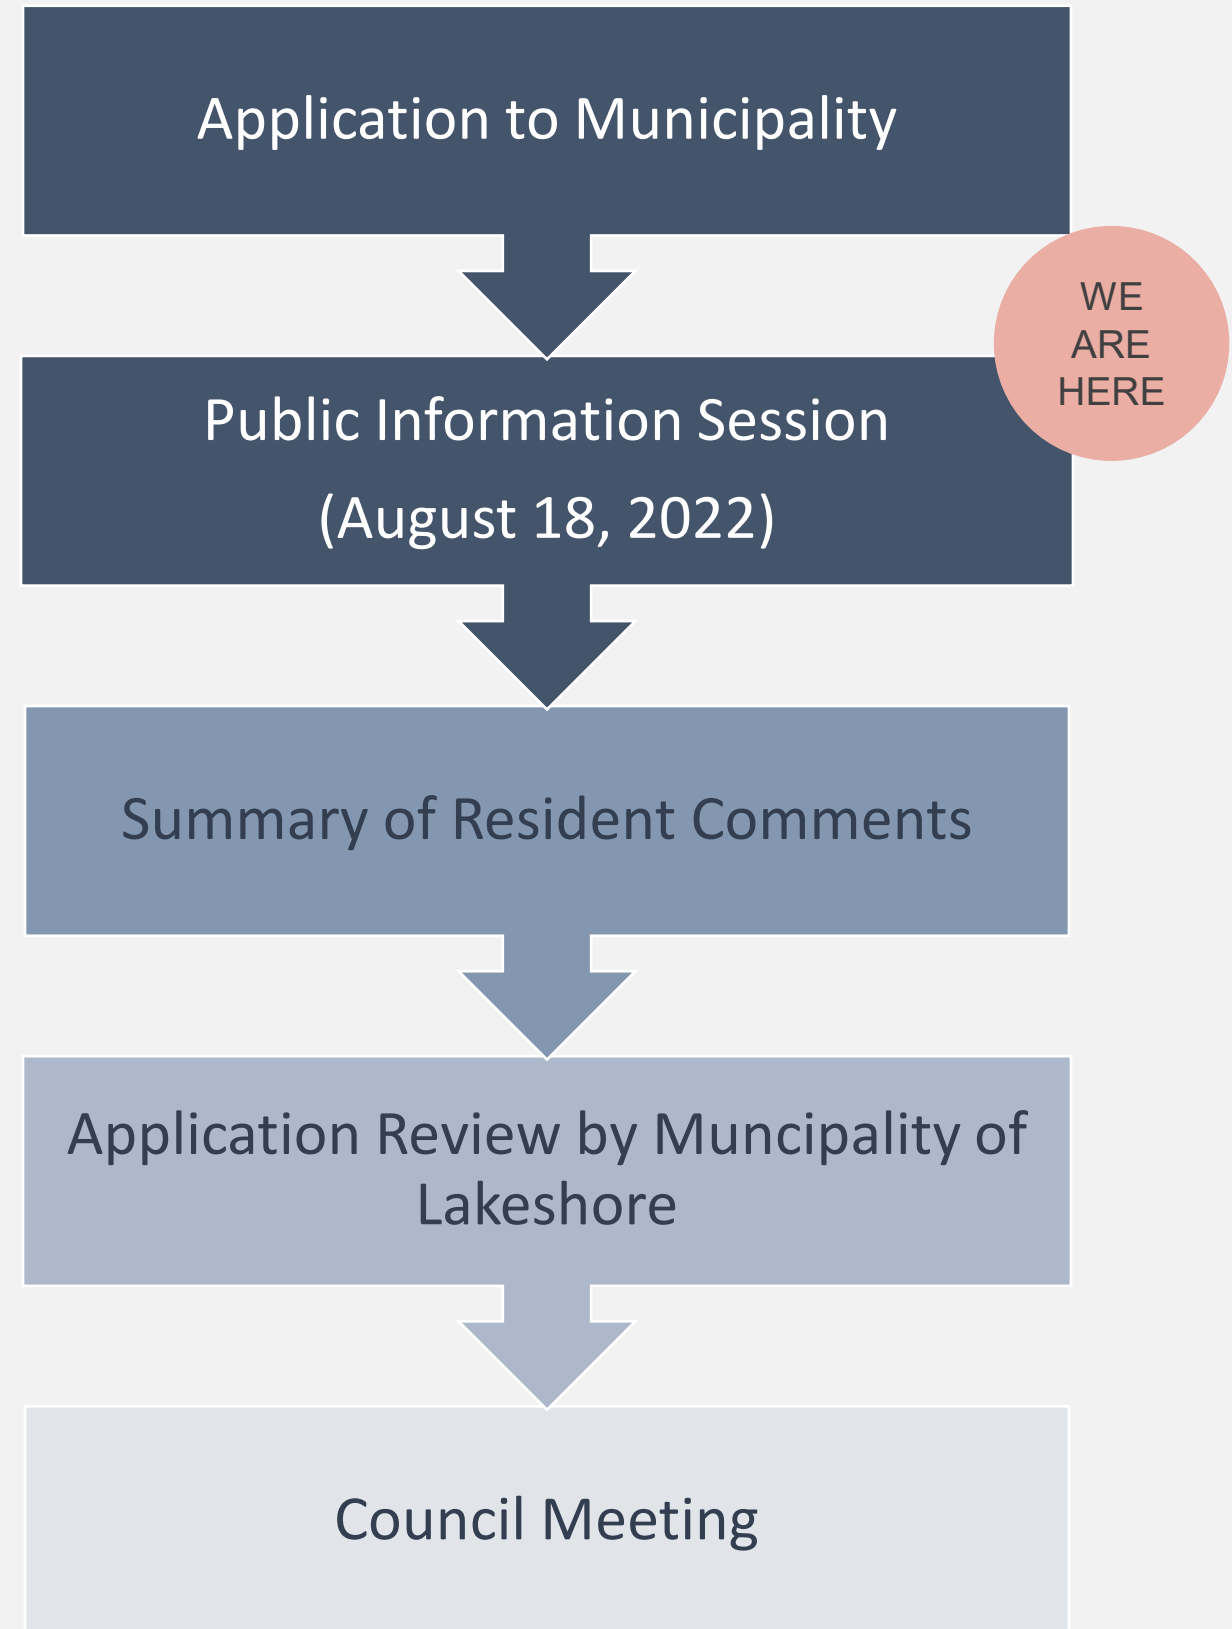 Application to Municipality
WE
ARE
HERE
Public Information Session
(August 18, 2022)
Summary of Resident Comments
Application Review by Muncipality of
Lakeshore
Council Meeting